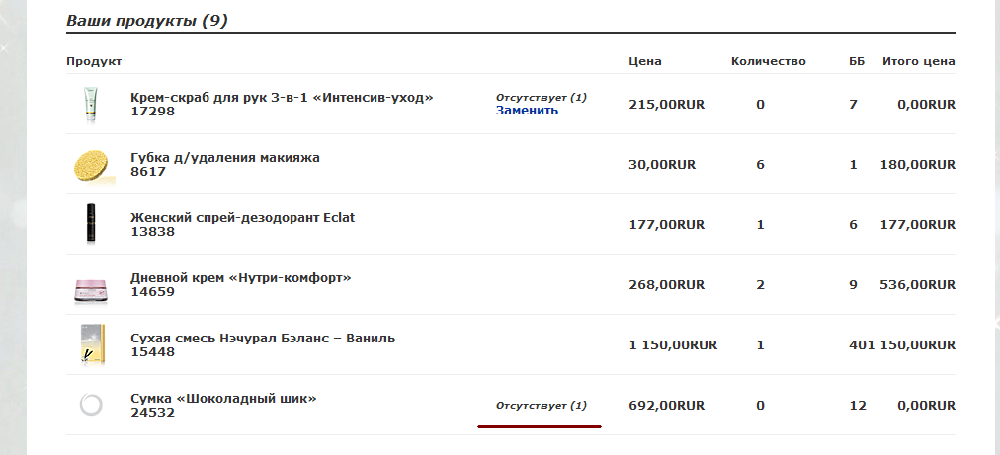 Ваши продукты (9)
Продукт Цена Количество ББ Итого цена
Крем-скраб для рук 3-в-1 «Интенсив-уход» Отсутствует (1) 215,00RUR 0 7 0,00RUR
17298 Заменить
Губка д/удаления макияжа 30,00RUR 6 1 180,00RUR
8617
Женский спрей-дезодорант Eclat 177,00RUR 1 6 177,00RUR
13838
Дневной крем «Нутри-комфорт» 268,00RUR 2 9 536,00RUR
14659
Сухая смесь Нэчурал Бэланс – Ваниль 1 150,00RUR 1 401 150,00RUR
15448
Сумка «Шоколадный шик» Отсутствует (1) 692,00RUR 0 12 0,00RUR
24532